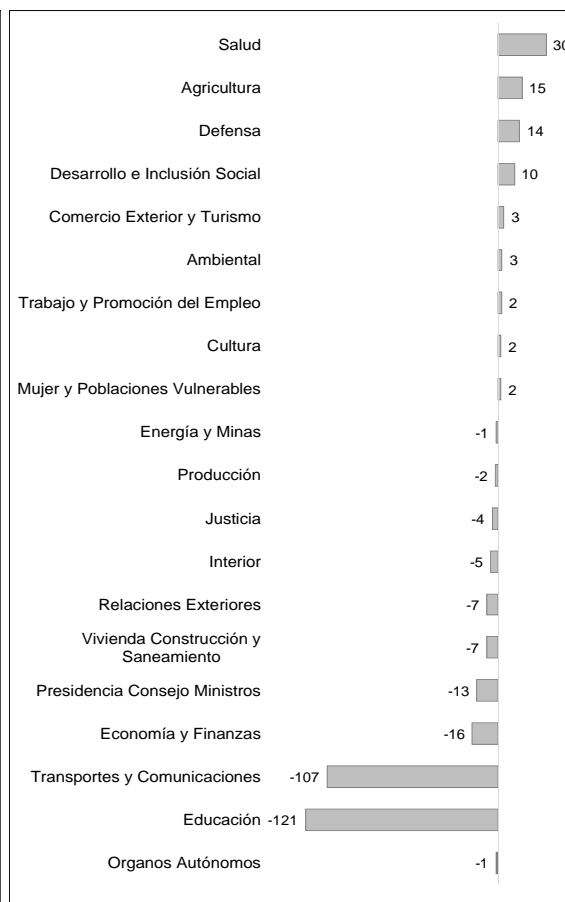 Salud 30
Agricultura 15
Defensa 14
Desarrollo e Inclusión Social 10
Comercio Exterior y Turismo 3
Ambiental 3
Trabajo y Promoción del Empleo 2
Cultura 2
Mujer y Poblaciones Vulnerables 2
Energía y Minas -1
Producción -2
Justicia -4
Interior -5
Relaciones Exteriores -7
Vivienda Construcción y
Saneamiento -7
Presidencia Consejo Ministros -13
Economía y Finanzas -16
Transportes y Comunicaciones -107
Educación -121
Organos Autónomos -1